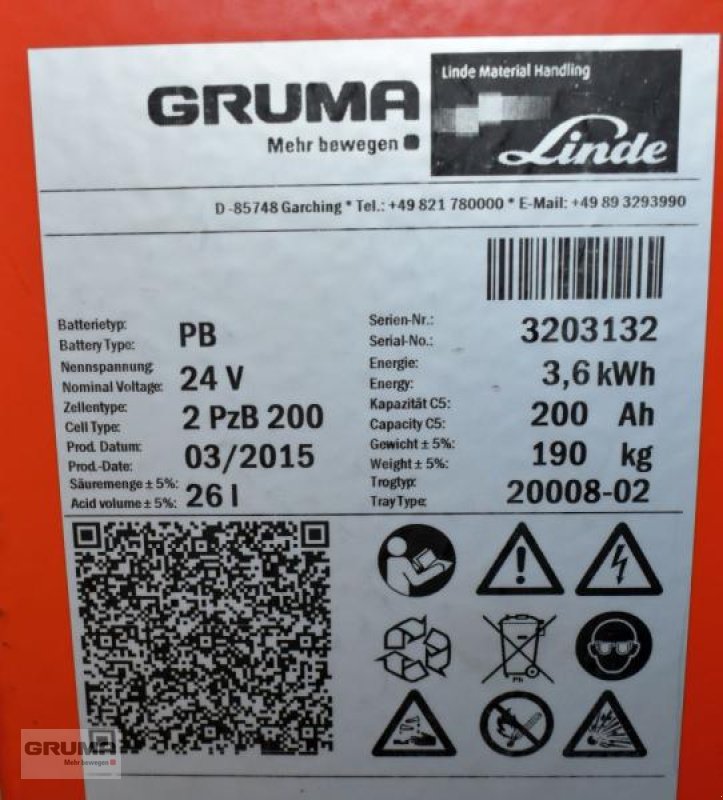 GRUMA
Mehr bewegen
Linde Material Handling
Linde
D-85748 Garching * Tel.: +49 821 780000 * E-Mail: +49 89 3293990
Batterietyp:
Battery Type: PB
Nennspannung
Nominal Voltage: 24 V
Zellentype:
Cell Type: 2 PzB 200
Prod. Datum:
Prod.-Date: 03/2015
Säuremenge ± 5%:
Acid volume ± 5%: 26 l
Serien-Nr.:
Serial-No.: 3203132
Energie:
Energy: 3,6 kWh
Kapazität C5:
Capacity C5: 200 Ah
Gewicht ± 5%:
Weight ± 5%: 190 kg
Trogtyp:
Tray Type: 20008-02
Pb
GRUMA
Mehr bewegen